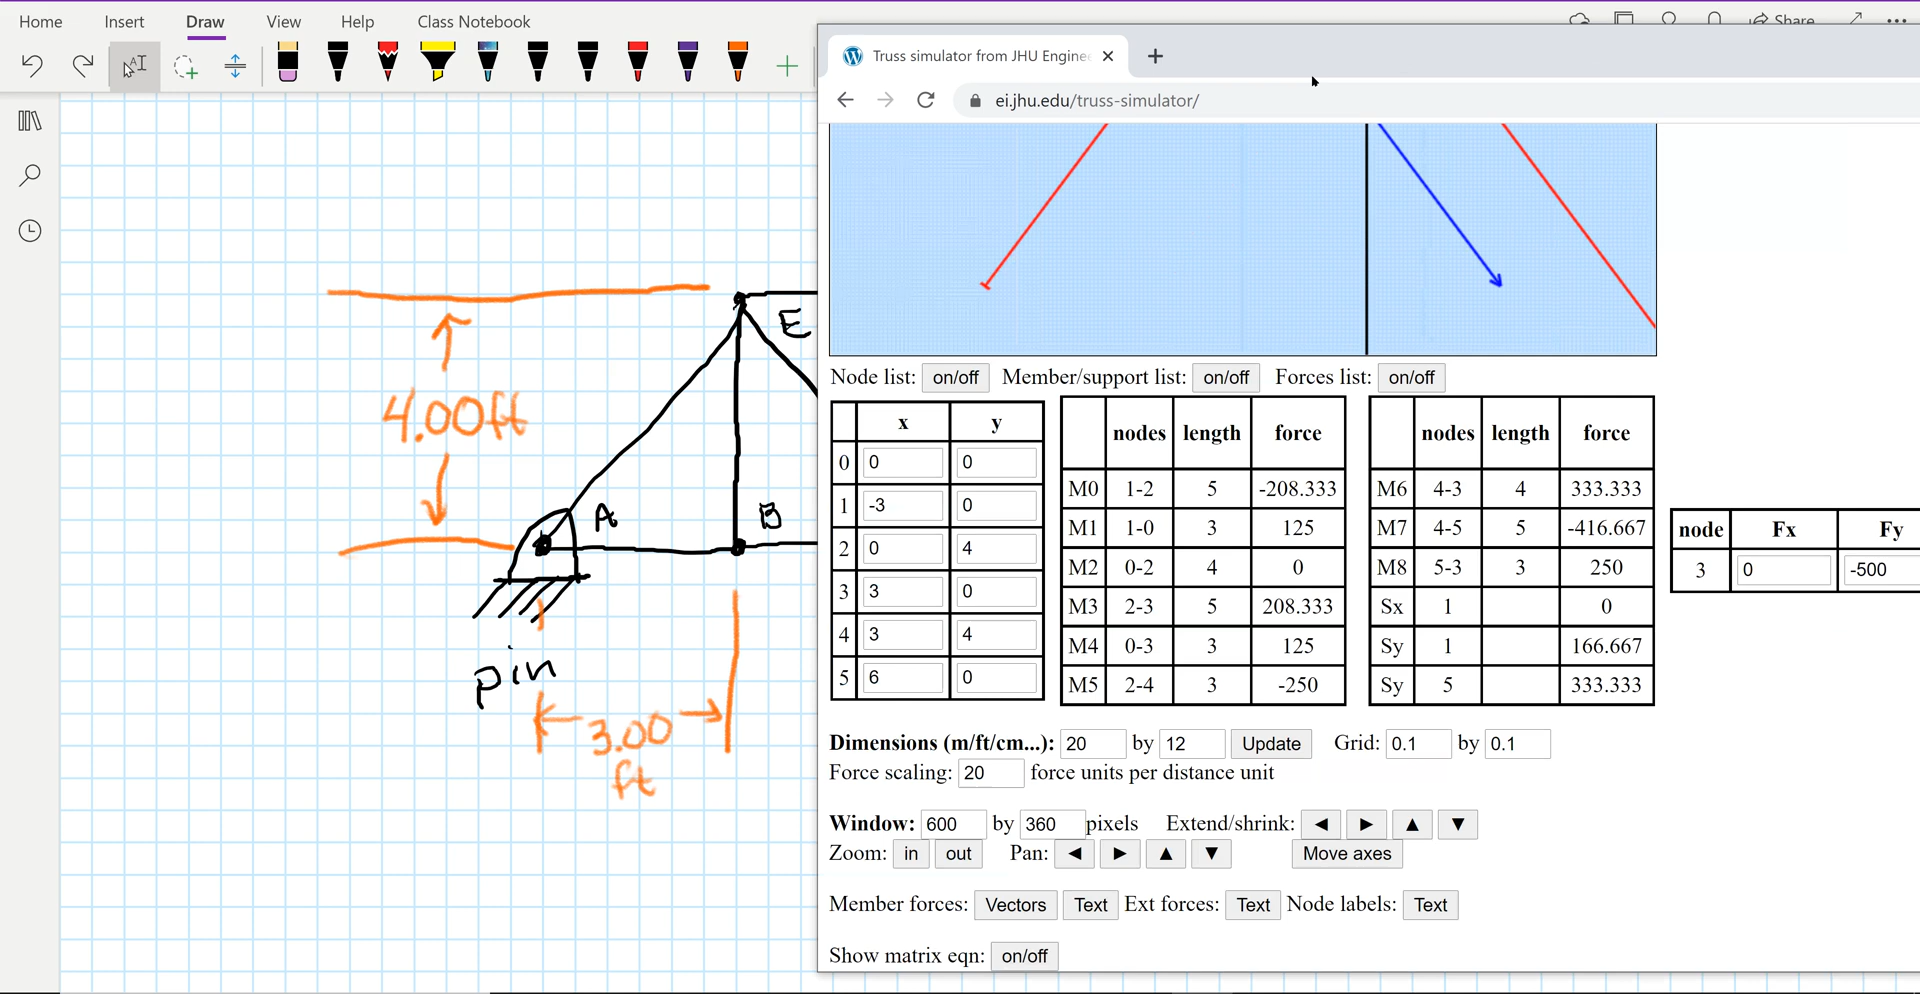 Home Insert Draw View Help Class Notebook
Share
Truss simulator from JHU Engine
ei.jhu.edu/truss-simulator/
E
4.00ft
A
B
pin
3.00
ft
Node list: on/off Member/support list: on/off Forces list: on/off
x y
0 0 0
1 -3 0
2 0 4
3 3 0
4 3 4
5 6 0
nodes length force
M0 1-2 5 -208.333
M1 1-0 3 125
M2 0-2 4 0
M3 2-3 5 208.333
M4 0-3 3 125
M5 2-4 3 -250
nodes length force
M6 4-3 4 333.333
M7 4-5 5 -416.667
M8 5-3 3 250
Sx 1 0
Sy 1 166.667
Sy 5 333.333
node Fx Fy
3 0 -500
Dimensions (m/ft/cm...): 20 by 12 Update Grid: 0.1 by 0.1
Force scaling: 20 force units per distance unit
Window: 600 by 360 pixels Extend/shrink:
Zoom: in out Pan: Move axes
Member forces: Vectors Text Ext forces: Text Node labels: Text
Show matrix eqn: on/off